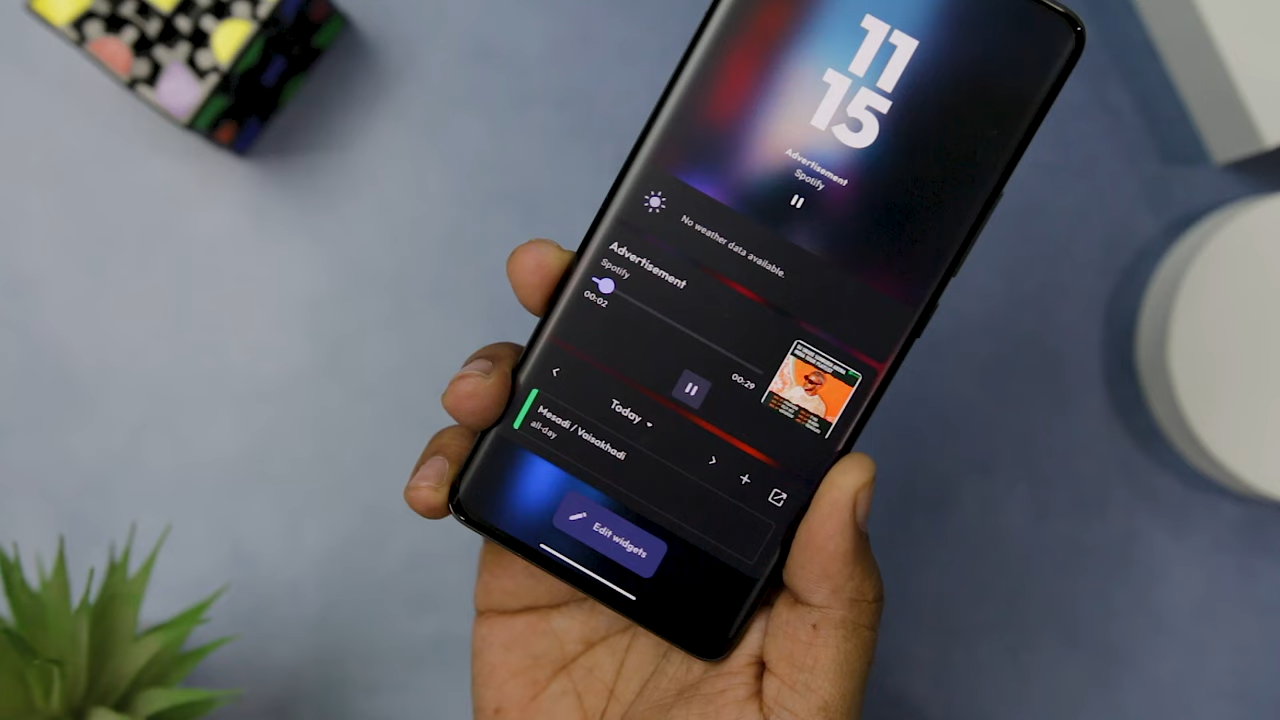 11
15
Advertisement
Spotify
No weather data available.
Advertisement
Spotify
00:02
00:29
Today
Mesadi / Vaisakhadi
all-day
Edit widgets